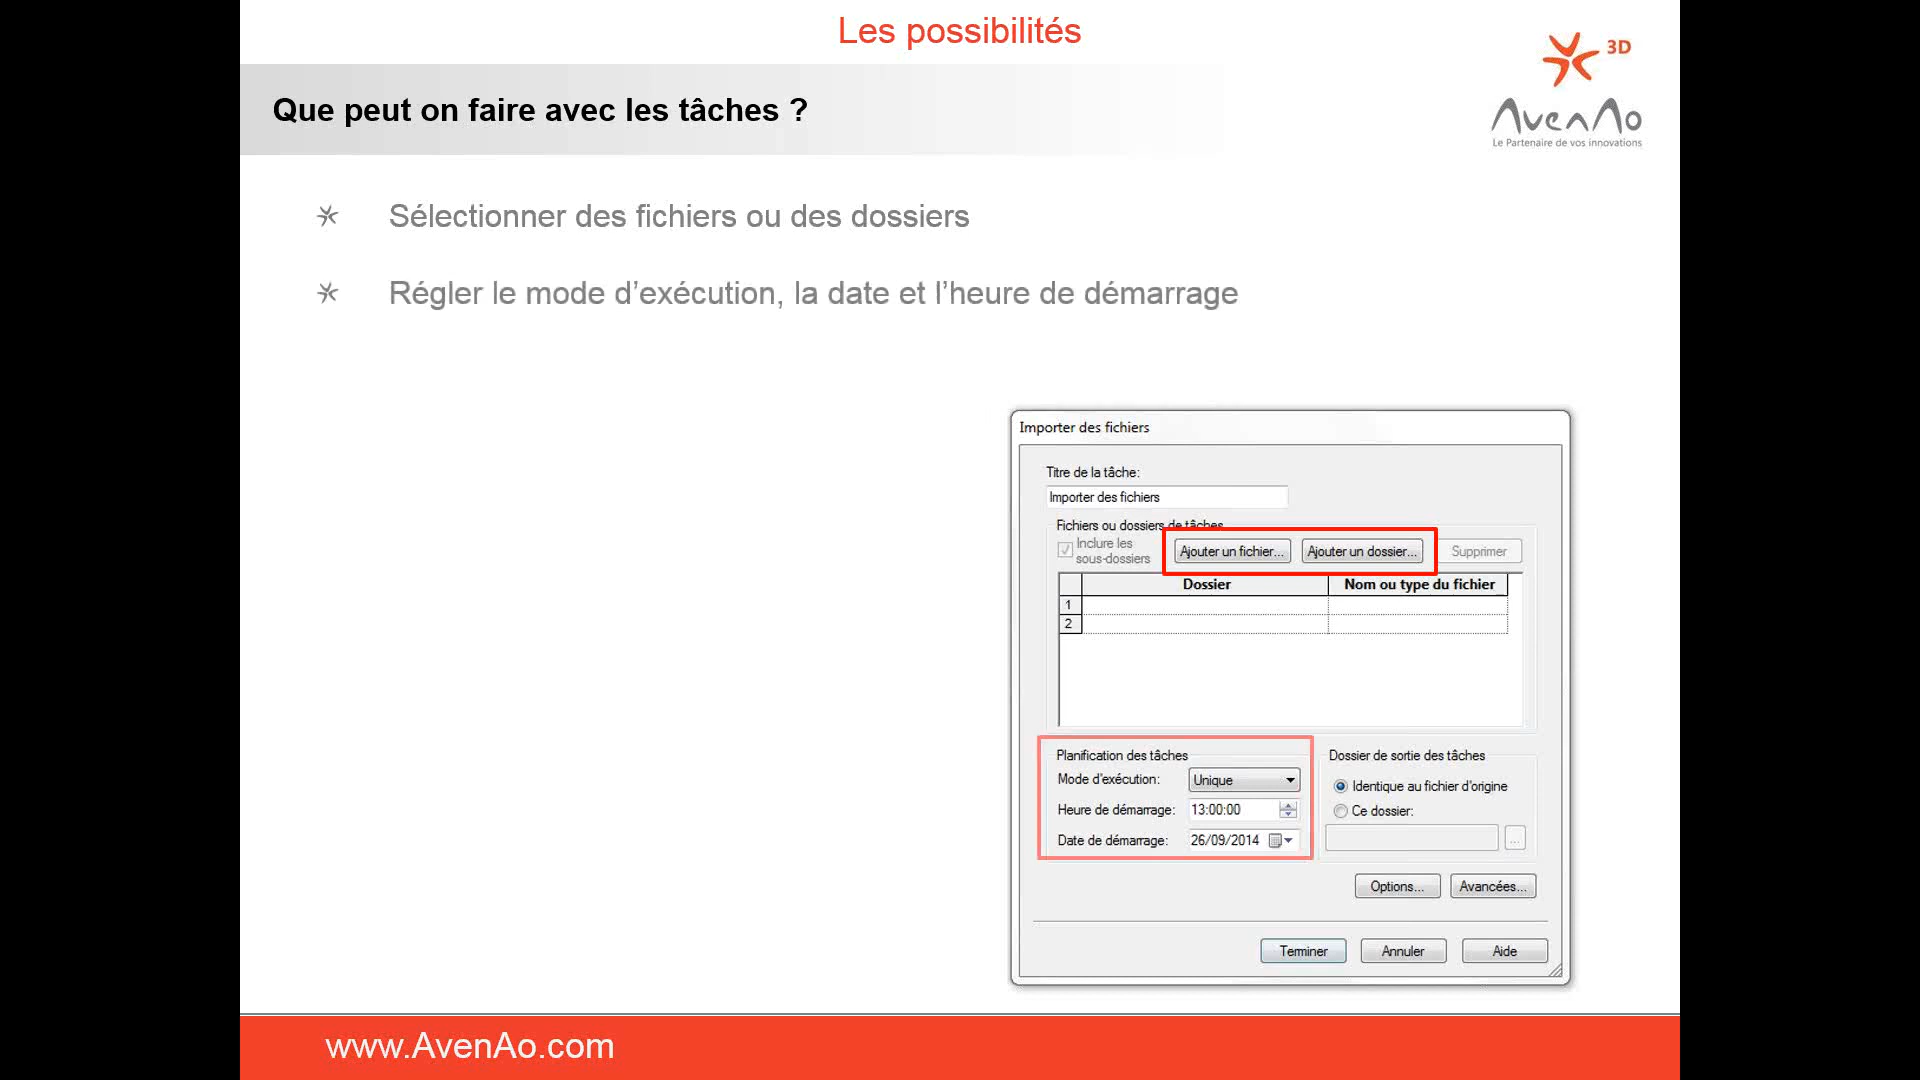 Les possibilités
3D
AvenAo
Le Partenaire de vos innovations
Que peut on faire avec les tâches ?
Sélectionner des fichiers ou des dossiers
Régler le mode d’exécution, la date et l’heure de démarrage
Importer des fichiers
Titre de la tâche:
Importer des fichiers
Fichiers ou dossiers de tâches
Inclure les
sous-dossiers
Ajouter un fichier...
Ajouter un dossier...
Supprimer
Dossier
Nom ou type du fichier
1
2
Planification des tâches
Mode d'exécution:
Unique
Heure de démarrage:
13:00:00
Date de démarrage:
26/09/2014
Dossier de sortie des tâches
Identique au fichier d'origine
Ce dossier:
...
Options...
Avancées...
Terminer
Annuler
Aide
www.AvenAo.com